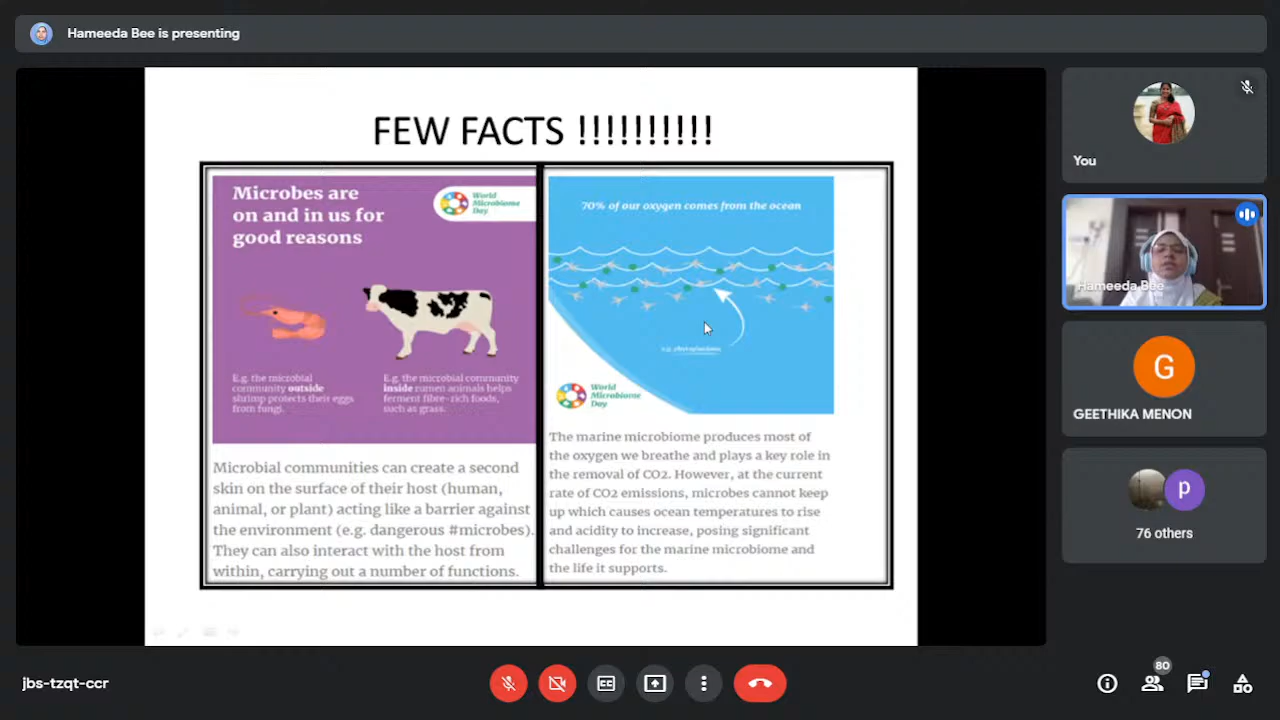 Hameeda Bee is presenting
FEW FACTS !!!!!!!!!!
Microbes are
on and in us for
good reasons
World
Microbiome
Day
E.g. the microbial
community outside
shrimp protects their eggs
from fungi.
E.g. the microbial community
inside rumen animals helps
ferment fibre-rich foods,
such as grass.
Microbial communities can create a second
skin on the surface of their host (human,
animal, or plant) acting like a barrier against
the environment (e.g. dangerous #microbes).
They can also interact with the host from
within, carrying out a number of functions.
70% of our oxygen comes from the ocean
e.g. phytoplankton
World
Microbiome
Day
The marine microbiome produces most of
the oxygen we breathe and plays a key role in
the removal of CO2. However, at the current
rate of CO2 emissions, microbes cannot keep
up which causes ocean temperatures to rise
and acidity to increase, posing significant
challenges for the marine microbiome and
the life it supports.
You
Hameeda Bee
G
GEETHIKA MENON
p
76 others
jbs-tzqt-ccr
CC
80